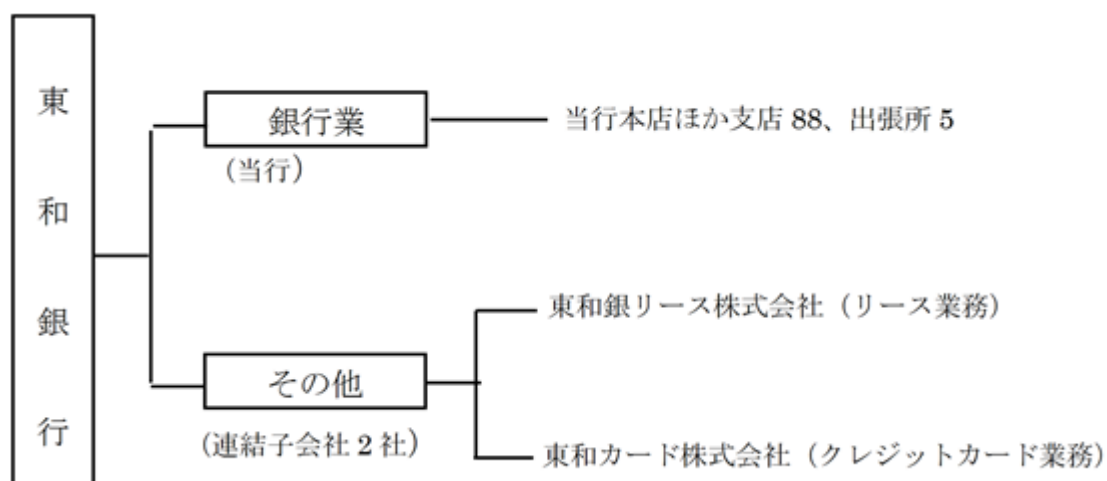 東和銀行
銀行業
(当行)
当行本店ほか支店 88、出張所 5
その他
(連結子会社 2 社)
東和銀リース株式会社（リース業務）
東和カード株式会社（クレジットカード業務）